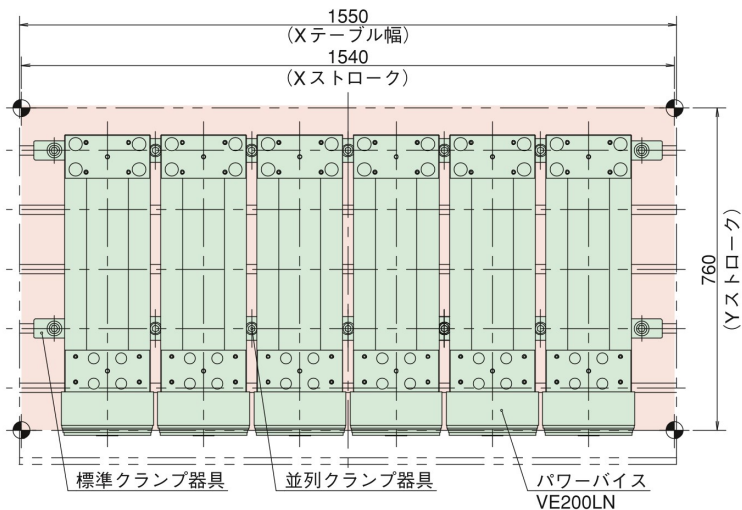 1550
(Xテーブル幅)
1540
(Xストローク)
760
(Yストローク)
標準クランプ器具
並列クランプ器具
パワーバイス
VE200LN